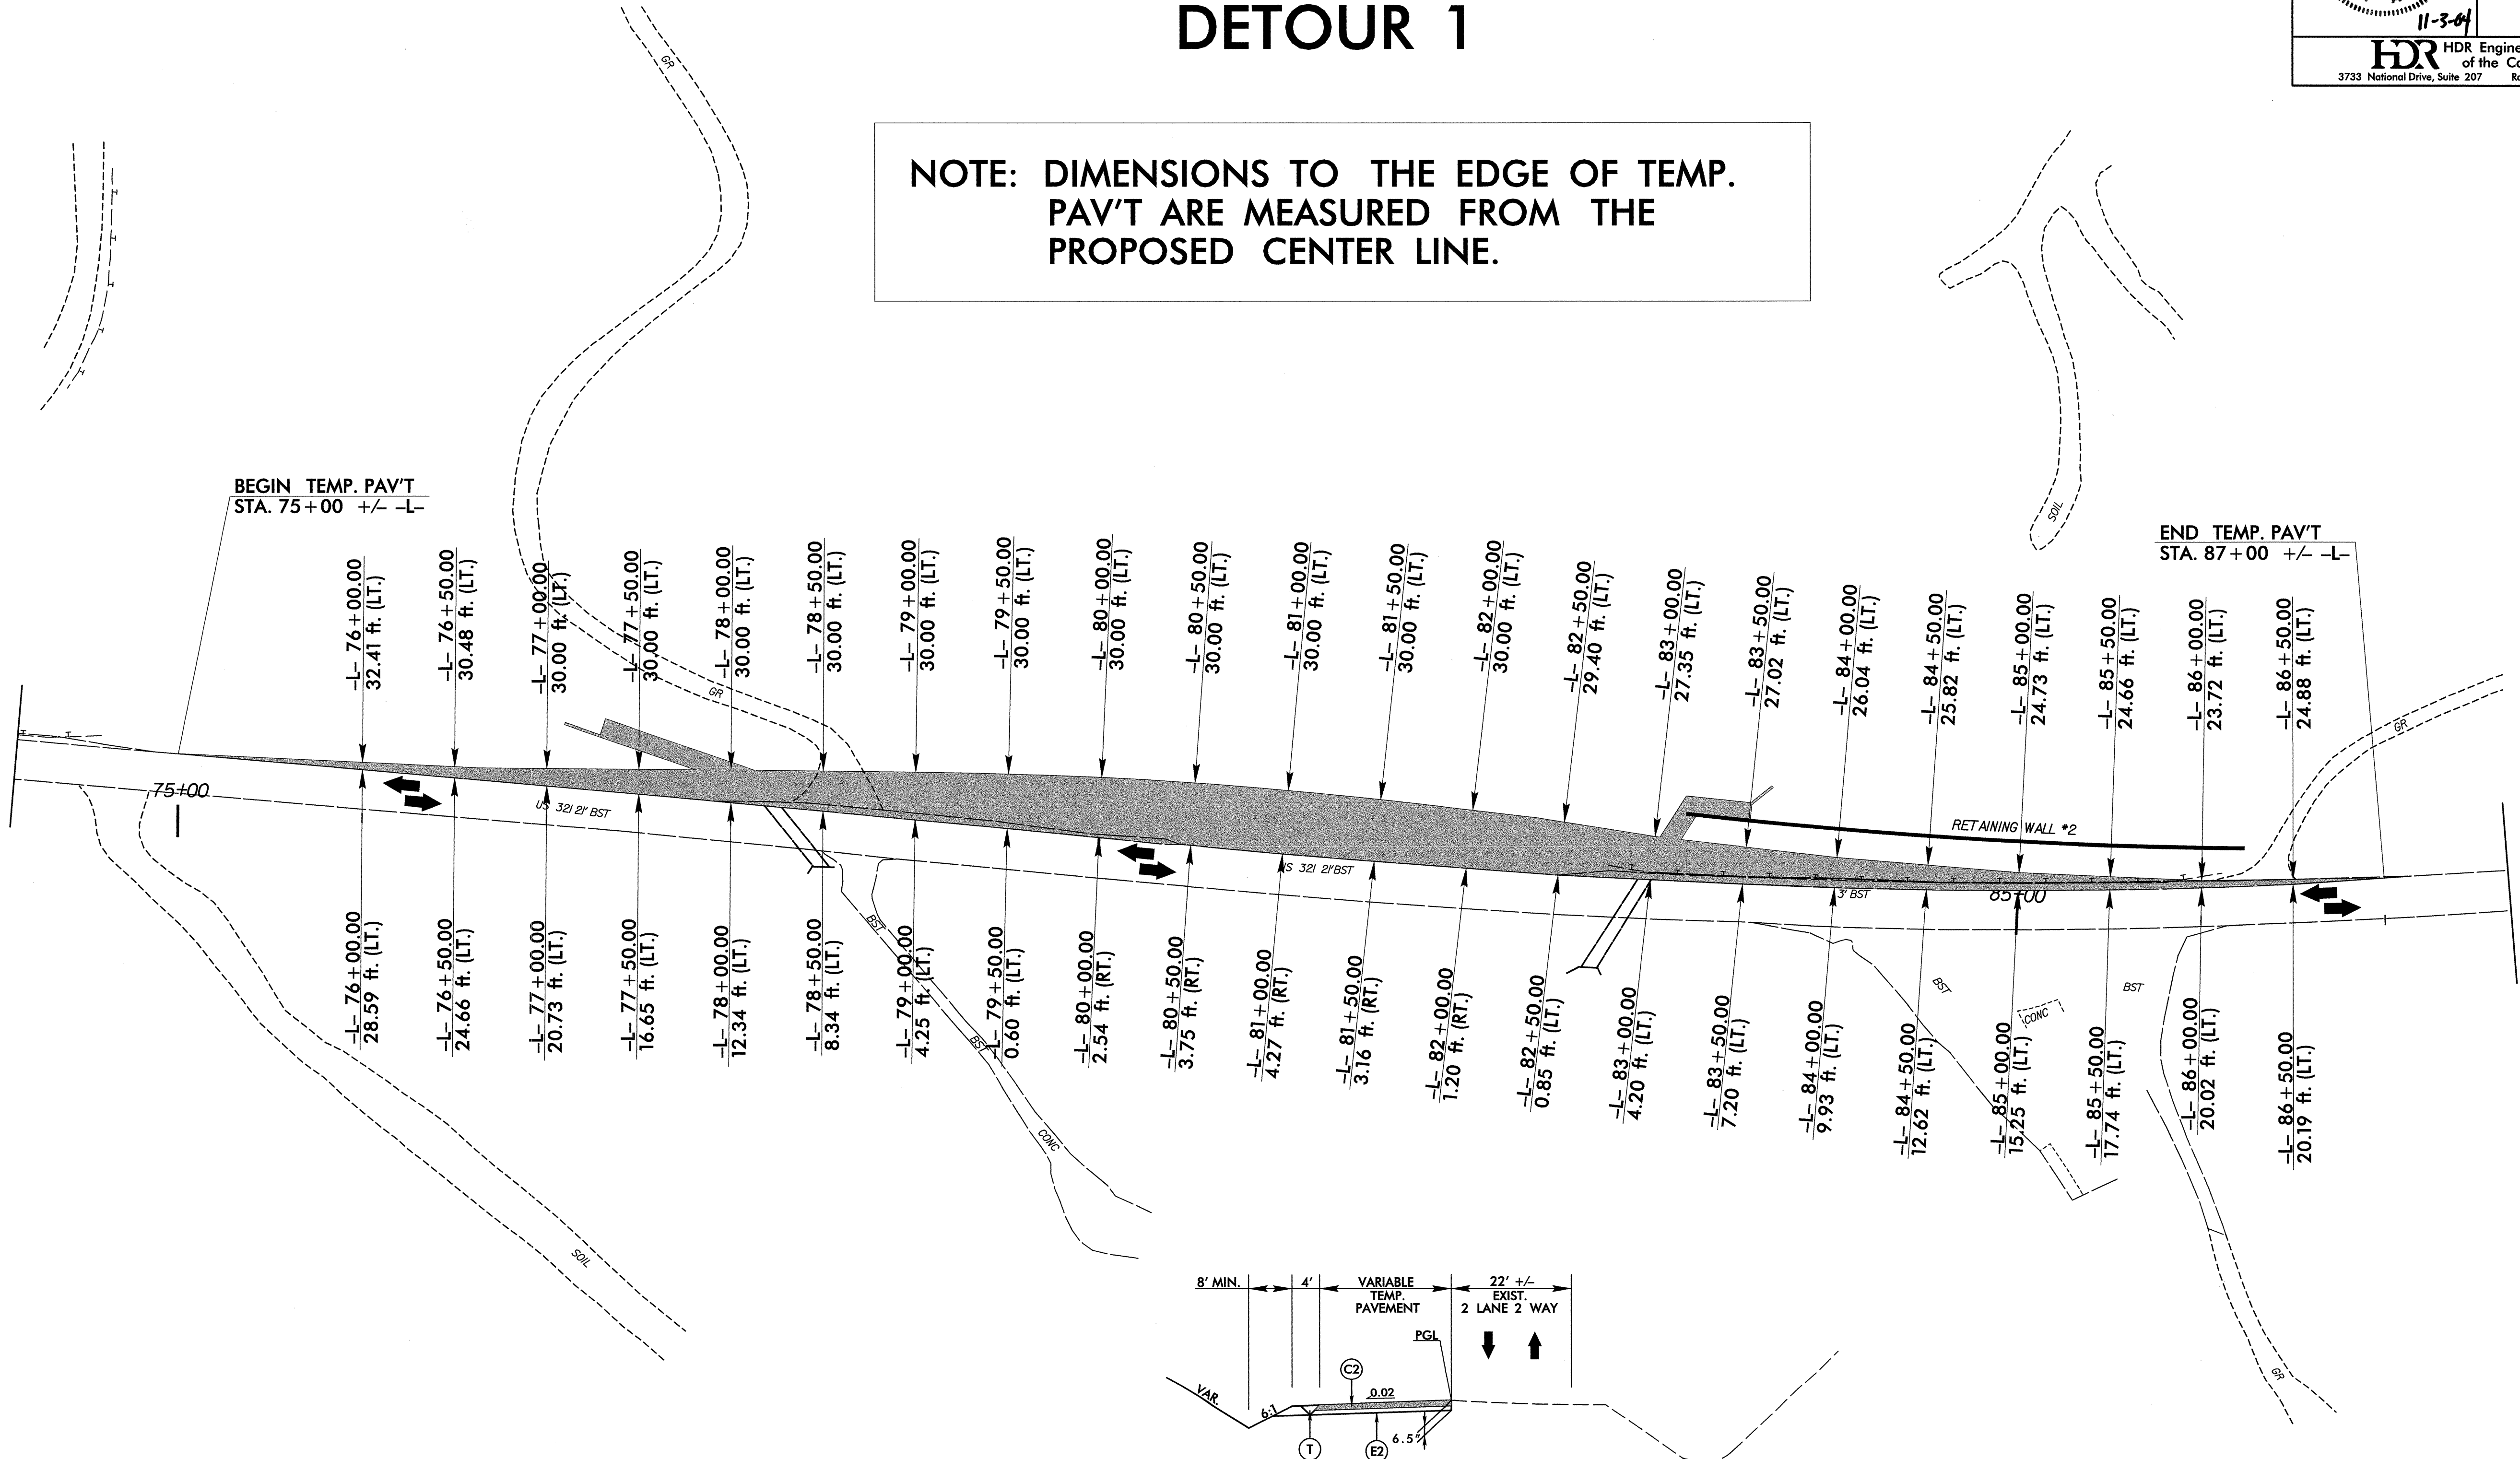 DETOUR 1
11-3-04
HDR HDR Engine
of the Ca
3733 National Drive, Suite 207 Ra
NOTE: DIMENSIONS TO THE EDGE OF TEMP.
PAV'T ARE MEASURED FROM THE
PROPOSED CENTER LINE.
GR
SOIL
BEGIN TEMP. PAV'T
STA. 75+00 +/- -L-
END TEMP. PAV'T
STA. 87+00 +/- -L-
-L- 76+00.00
32.41 ft. (LT.)
-L- 76+50.00
30.48 ft. (LT.)
-L- 77+00.00
30.00 ft. (LT.)
-L- 77+50.00
30.00 ft. (LT.)
-L- 78+00.00
30.00 ft. (LT.)
-L- 78+50.00
30.00 ft. (LT.)
-L- 79+00.00
30.00 ft. (LT.)
-L- 79+50.00
30.00 ft. (LT.)
-L- 80+00.00
30.00 ft. (LT.)
-L- 80+50.00
30.00 ft. (LT.)
-L- 81+00.00
30.00 ft. (LT.)
-L- 81+50.00
30.00 ft. (LT.)
-L- 82+00.00
30.00 ft. (LT.)
-L- 82+50.00
29.40 ft. (LT.)
-L- 83+00.00
27.35 ft. (LT.)
-L- 83+50.00
27.02 ft. (LT.)
-L- 84+00.00
26.04 ft. (LT.)
-L- 84+50.00
25.82 ft. (LT.)
-L- 85+00.00
24.73 ft. (LT.)
-L- 85+50.00
24.66 ft. (LT.)
-L- 86+00.00
23.72 ft. (LT.)
-L- 86+50.00
24.88 ft. (LT.)
GR
GR
75+00
US 321 21' BST
US 321 21' BST
RETAINING WALL #2
3' BST
85+00
-L- 76+00.00
28.59 ft. (LT.)
-L- 76+50.00
24.66 ft. (LT.)
-L- 77+00.00
20.73 ft. (LT.)
-L- 77+50.00
16.65 ft. (LT.)
-L- 78+00.00
12.34 ft. (LT.)
-L- 78+50.00
8.34 ft. (LT.)
-L- 79+00.00
4.25 ft. (LT.)
-L- 79+50.00
0.60 ft. (LT.)
-L- 80+00.00
2.54 ft. (RT.)
-L- 80+50.00
3.75 ft. (RT.)
-L- 81+00.00
4.27 ft. (RT.)
-L- 81+50.00
3.16 ft. (RT.)
-L- 82+00.00
1.20 ft. (RT.)
-L- 82+50.00
0.85 ft. (LT.)
-L- 83+00.00
4.20 ft. (LT.)
-L- 83+50.00
7.20 ft. (LT.)
-L- 84+00.00
9.93 ft. (LT.)
-L- 84+50.00
12.62 ft. (LT.)
-L- 85+00.00
15.25 ft. (LT.)
-L- 85+50.00
17.74 ft. (LT.)
-L- 86+00.00
20.02 ft. (LT.)
-L- 86+50.00
20.19 ft. (LT.)
BST
BST
CONC
BST
CONC
BST
SOIL
GR
8' MIN.
4'
VARIABLE
TEMP.
PAVEMENT
22' +/-
EXIST.
2 LANE 2 WAY
PGL
C2
0.02
VAR.
6:1
T
E2
6.5"